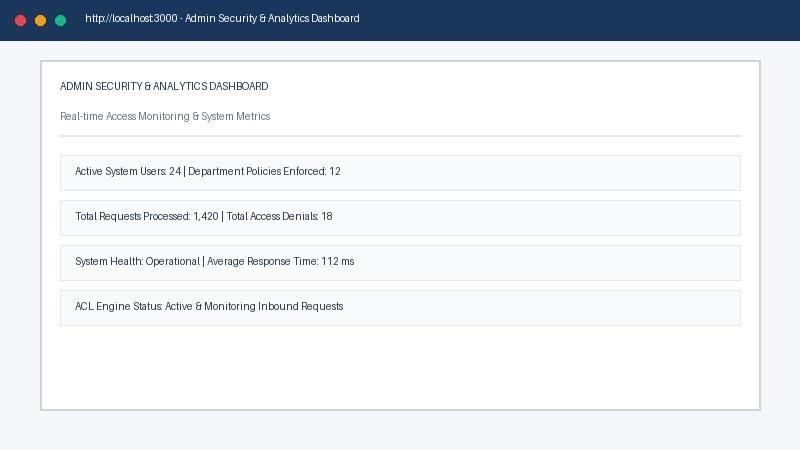 http://localhost:3000 - Admin Security & Analytics Dashboard
ADMIN SECURITY & ANALYTICS DASHBOARD
Real-time Access Monitoring & System Metrics
Active System Users: 24 | Department Policies Enforced: 12
Total Requests Processed: 1,420 | Total Access Denials: 18
System Health: Operational | Average Response Time: 112 ms
ACL Engine Status: Active & Monitoring Inbound Requests